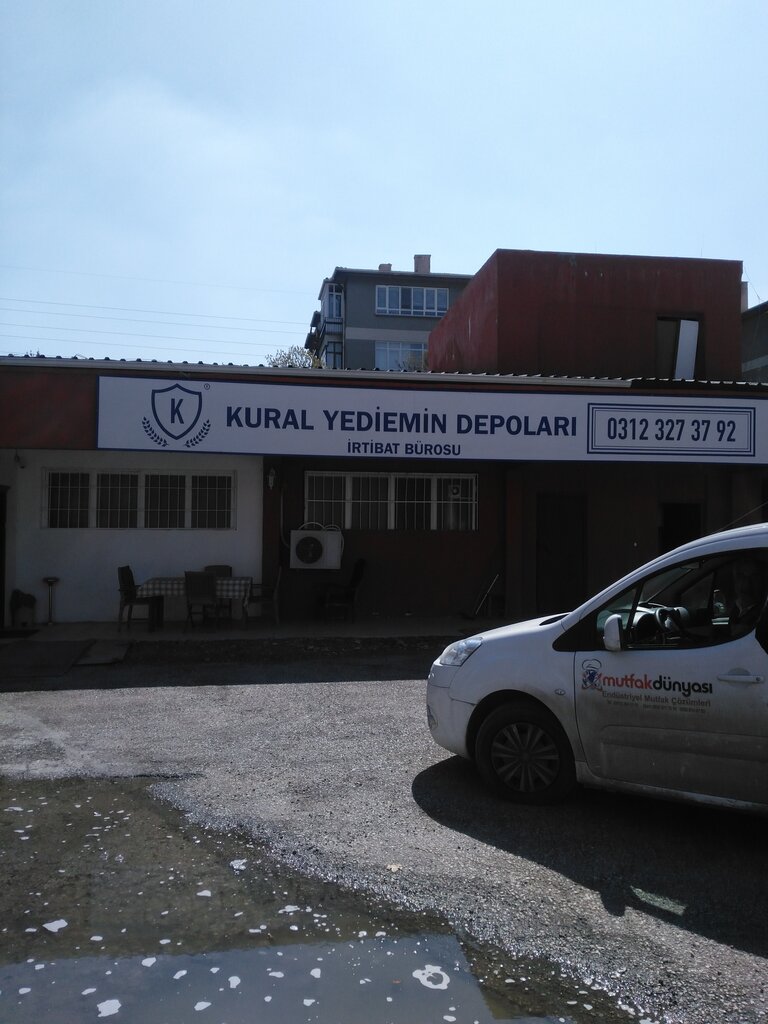 K
KURAL YEDİEMİN DEPOLARI
İRTİBAT BÜROSU
0312 327 37 92
mutfakdünyası
Endüstriyel Mutfak Çözümleri